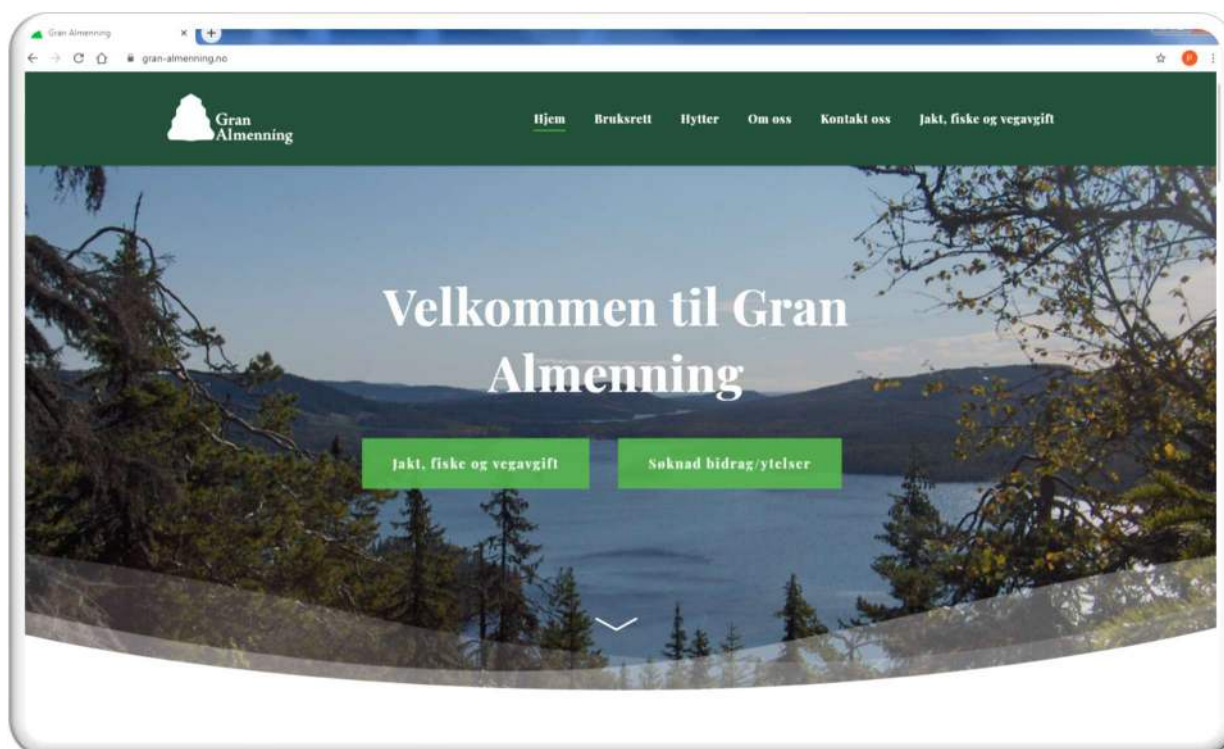 Gran Almenning
gran-almenning.no
P
Gran
Almenning
Hjem Bruksrett Hytter Om oss Kontakt oss Jakt, fiske og vegavgift
Velkommen til Gran
Almenning
Jakt, fiske og vegavgift Søknad bidrag/ytelser